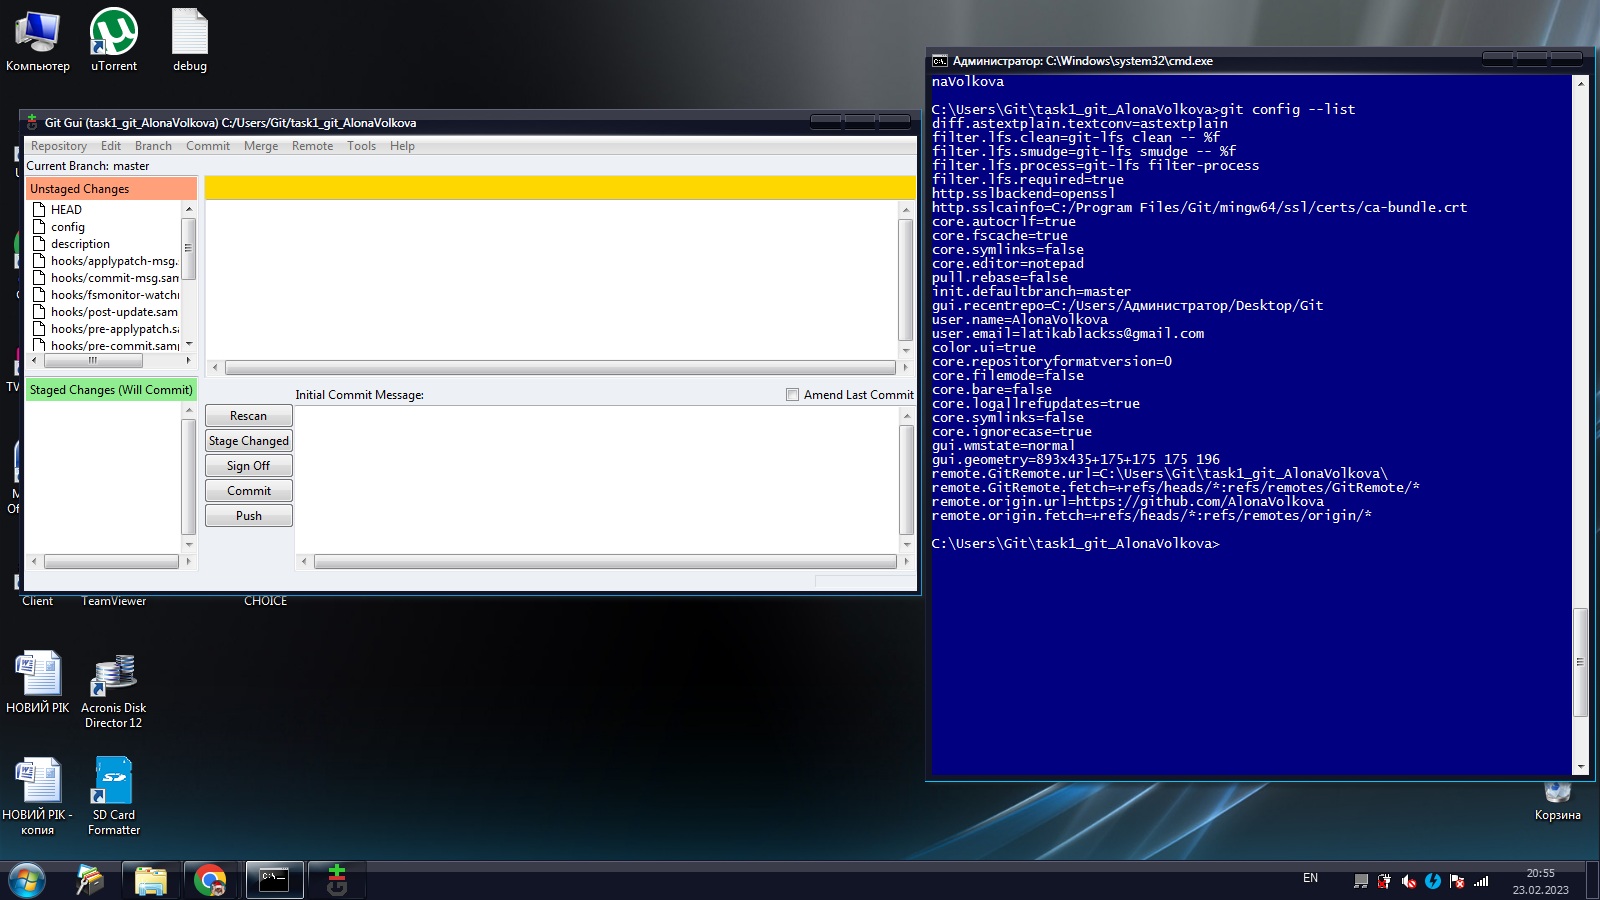 Компьютер
uTorrent
debug
Git Gui (task1_git_AlonaVolkova) C:/Users/Git/task1_git_AlonaVolkova
Repository Edit Branch Commit Merge Remote Tools Help
Current Branch: master
Unstaged Changes
HEAD
config
description
hooks/applypatch-msg.
hooks/commit-msg.sam
hooks/fsmonitor-watchm
hooks/post-update.sam
hooks/pre-applypatch.sa
hooks/pre-commit.samp
Staged Changes (Will Commit)
Initial Commit Message:
Amend Last Commit
Rescan
Stage Changed
Sign Off
Commit
Push
Client
TeamViewer
CHOICE
НОВИЙ РІК
Acronis Disk
Director 12
НОВИЙ РІК -
копия
SD Card
Formatter
Администратор: C:\Windows\system32\cmd.exe
naVolkova
C:\Users\Git\task1_git_AlonaVolkova>git config --list
diff.astextplain.textconv=astextplain
filter.lfs.clean=git-lfs clean -- %f
filter.lfs.smudge=git-lfs smudge -- %f
filter.lfs.process=git-lfs filter-process
filter.lfs.required=true
http.sslbackend=openssl
http.sslcainfo=C:/Program Files/Git/mingw64/ssl/certs/ca-bundle.crt
core.autocrlf=true
core.fscache=true
core.symlinks=false
core.editor=notepad
pull.rebase=false
init.defaultbranch=master
gui.recentrepo=C:/Users/Администратор/Desktop/Git
user.name=AlonaVolkova
user.email=latikablackss@gmail.com
color.ui=true
core.repositoryformatversion=0
core.filemode=false
core.bare=false
core.logallrefupdates=true
core.symlinks=false
core.ignorecase=true
gui.wmstate=normal
gui.geometry=893x435+175+175 175 196
remote.GitRemote.url=C:\Users\Git\task1_git_AlonaVolkova\
remote.GitRemote.fetch=+refs/heads/*:refs/remotes/GitRemote/*
remote.origin.url=https://github.com/AlonaVolkova
remote.origin.fetch=+refs/heads/*:refs/remotes/origin/*
C:\Users\Git\task1_git_AlonaVolkova>
Корзина
EN
20:55
23.02.2023